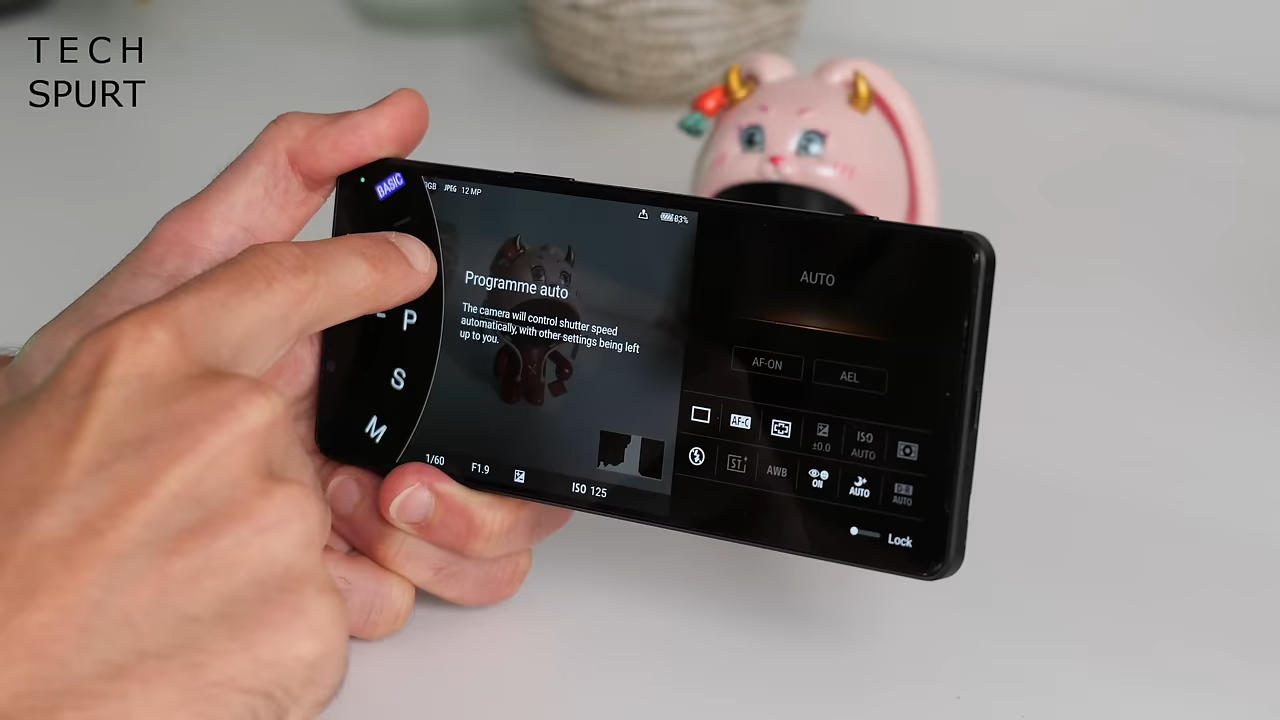 TECH
SPURT
BASIC
GB JPEG 12 MP
83%
Programme auto
The camera will control shutter speed
automatically, with other settings being left
up to you.
P
S
M
1/60 F1.9 ISO 125
AUTO
AF-ON AEL
AF-C ±0.0 ISO AUTO
ST AWB ON AUTO D-R AUTO
Lock